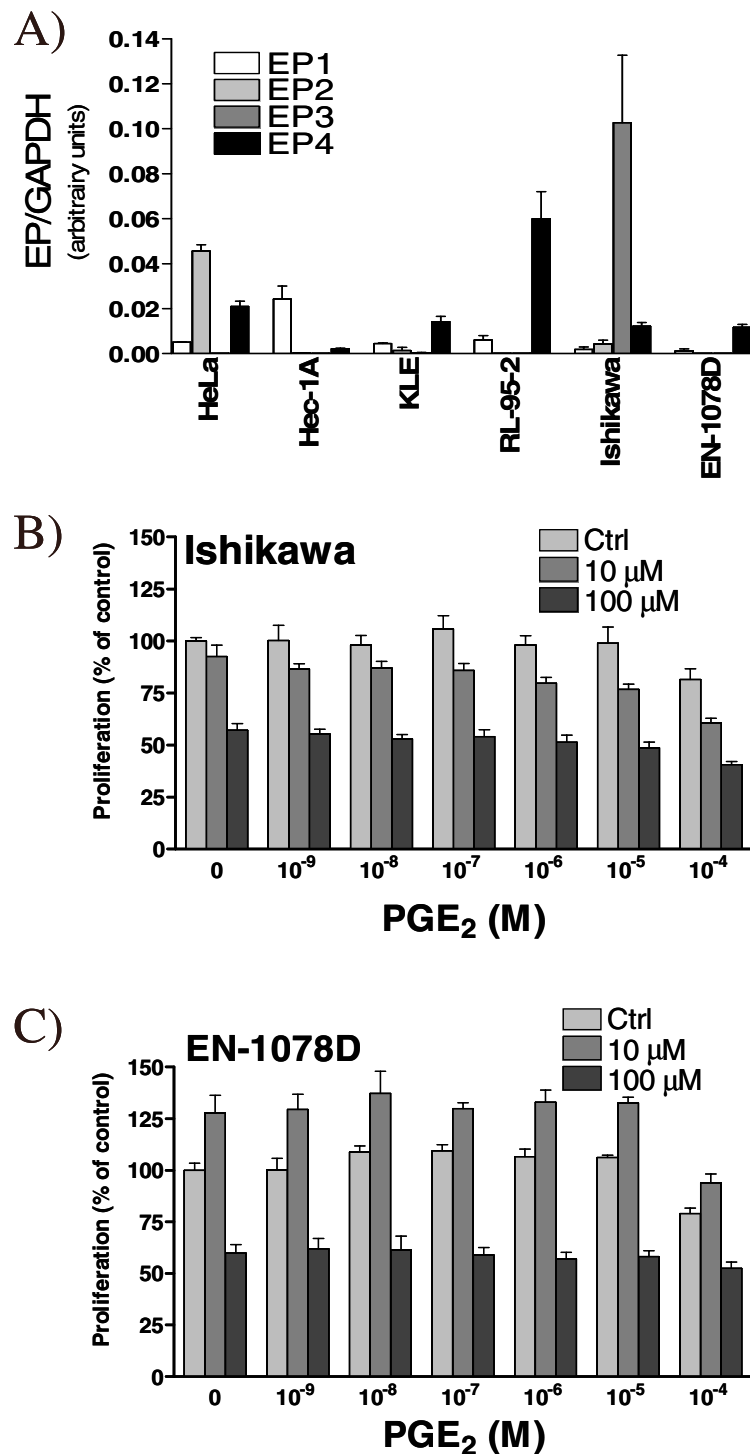 A)
EP/GAPDH
(arbitrairy units)
0.14
0.12
0.10
0.08
0.06
0.04
0.02
0.00
EP1
EP2
EP3
EP4
HeLa
Hec-1A
KLE
RL-95-2
Ishikawa
EN-1078D
B)
Ishikawa
Proliferation (% of control)
150
125
100
75
50
25
0
Ctrl
10 µM
100 µM
0 10⁻⁹ 10⁻⁸ 10⁻⁷ 10⁻⁶ 10⁻⁵ 10⁻⁴
PGE₂ (M)
C)
EN-1078D
Proliferation (% of control)
150
125
100
75
50
25
0
Ctrl
10 µM
100 µM
0 10⁻⁹ 10⁻⁸ 10⁻⁷ 10⁻⁶ 10⁻⁵ 10⁻⁴
PGE₂ (M)